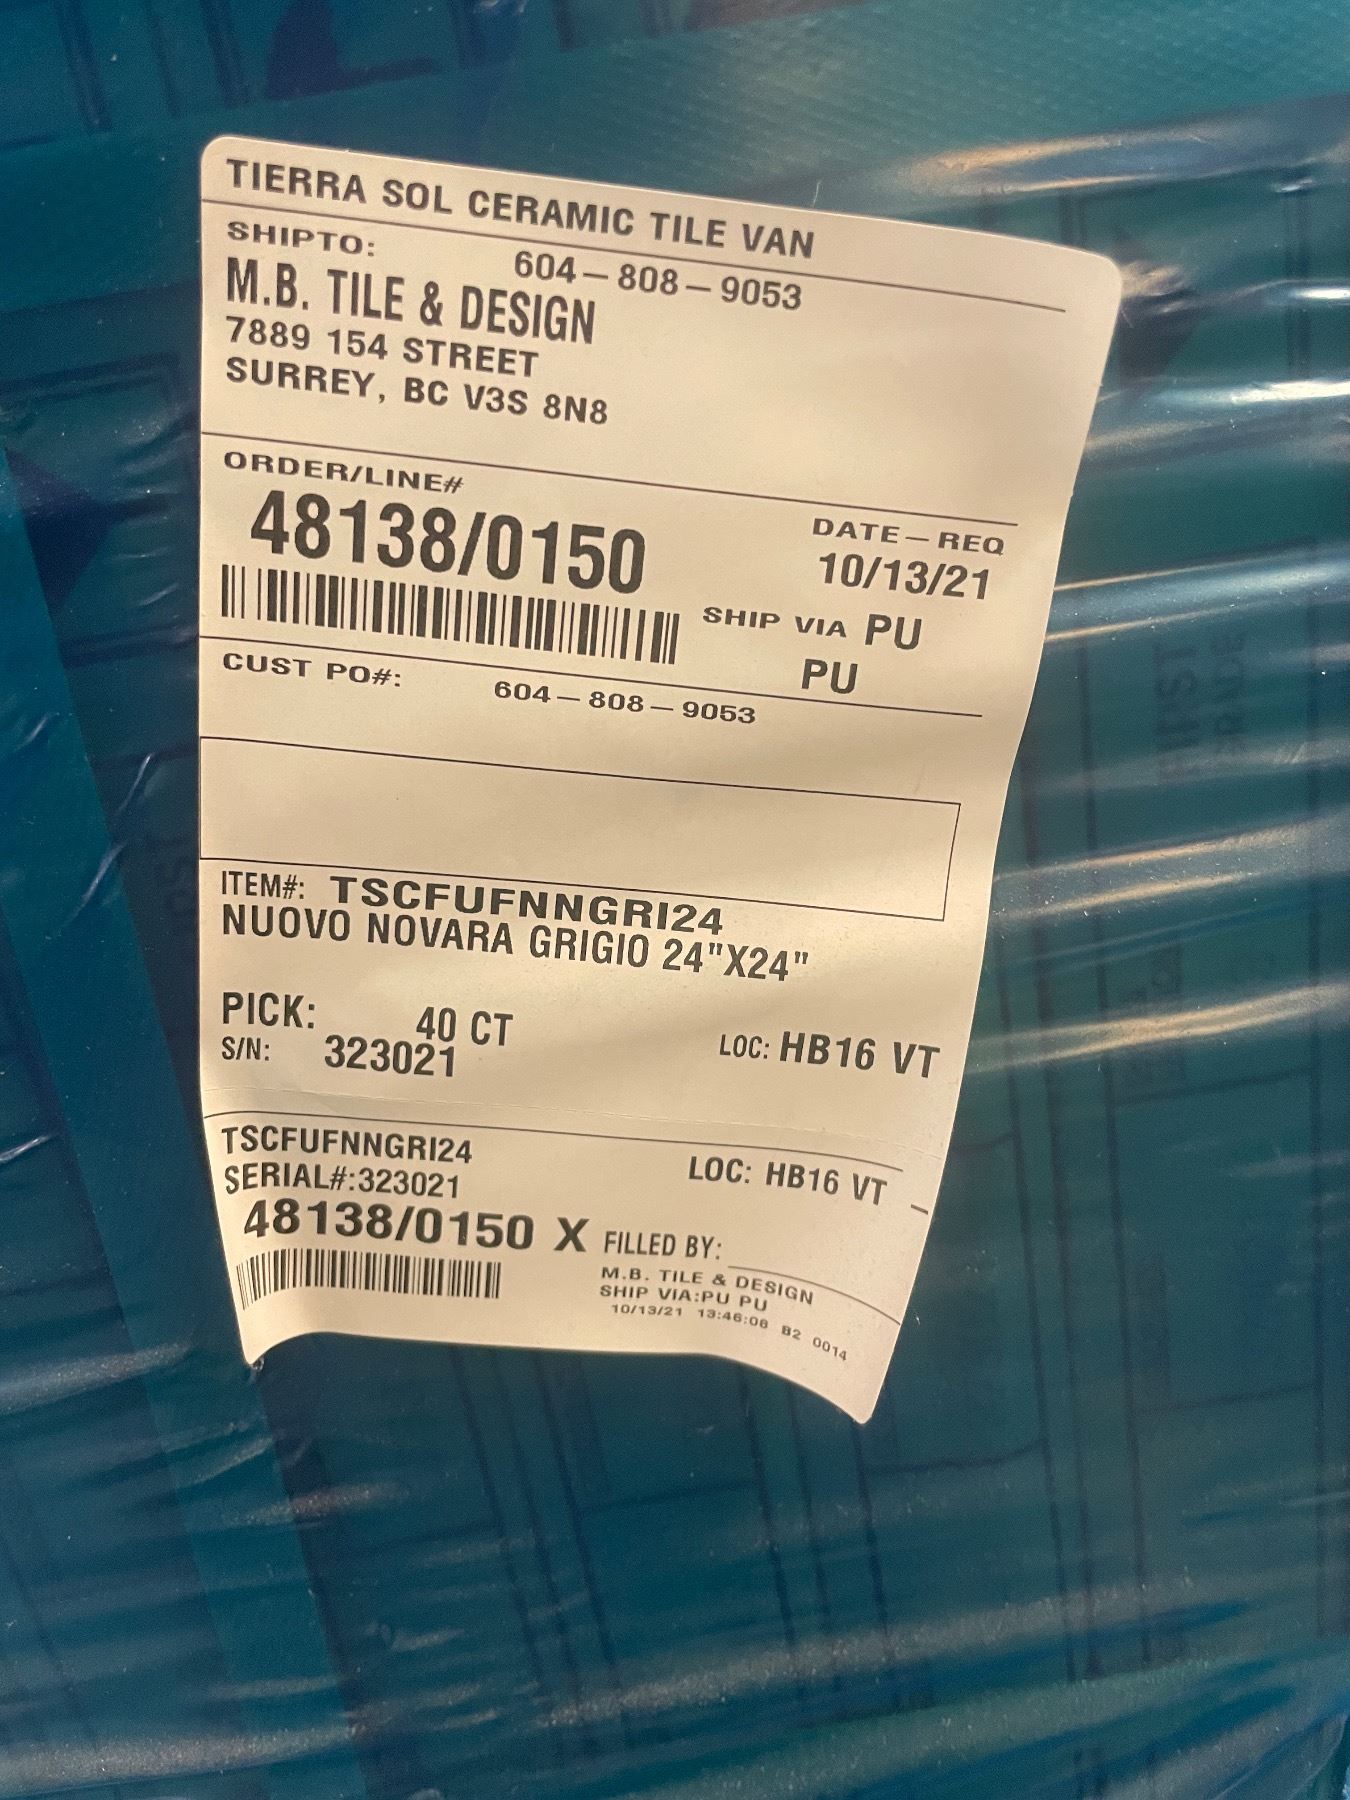 TIERRA SOL CERAMIC TILE VAN
SHIPTO: 604-808-9053
M.B. TILE & DESIGN
7889 154 STREET
SURREY, BC V3S 8N8
ORDER/LINE#
48138/0150
DATE-REQ
10/13/21
SHIP VIA PU
PU
CUST PO#: 604-808-9053
ITEM#: TSCFUFNNGRI24
NUOVO NOVARA GRIGIO 24"X24"
PICK: 40 CT
S/N: 323021
LOC: HB16 VT
TSCFUFNNGRI24
SERIAL#:323021
LOC: HB16 VT
48138/0150 X
FILLED BY:
M.B. TILE & DESIGN
SHIP VIA:PU PU
10/13/21 13:46:08 B2 0014